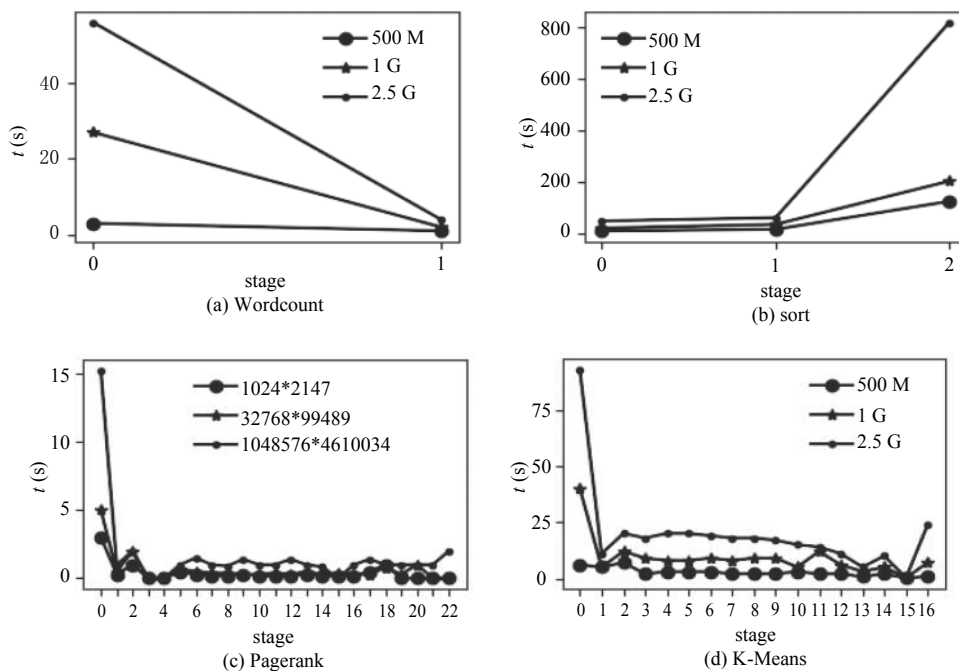 t (s)
40
20
0
500 M
1 G
2.5 G
0
1
stage
(a) Wordcount
t (s)
800
600
400
200
0
500 M
1 G
2.5 G
0
1
2
stage
(b) sort
t (s)
15
10
5
0
1024*2147
32768*99489
1048576*4610034
0 2 4 6 8 10 12 14 16 18 20 22
stage
(c) Pagerank
t (s)
75
50
25
0
500 M
1 G
2.5 G
0 1 2 3 4 5 6 7 8 9 10 11 12 13 14 15 16
stage
(d) K-Means